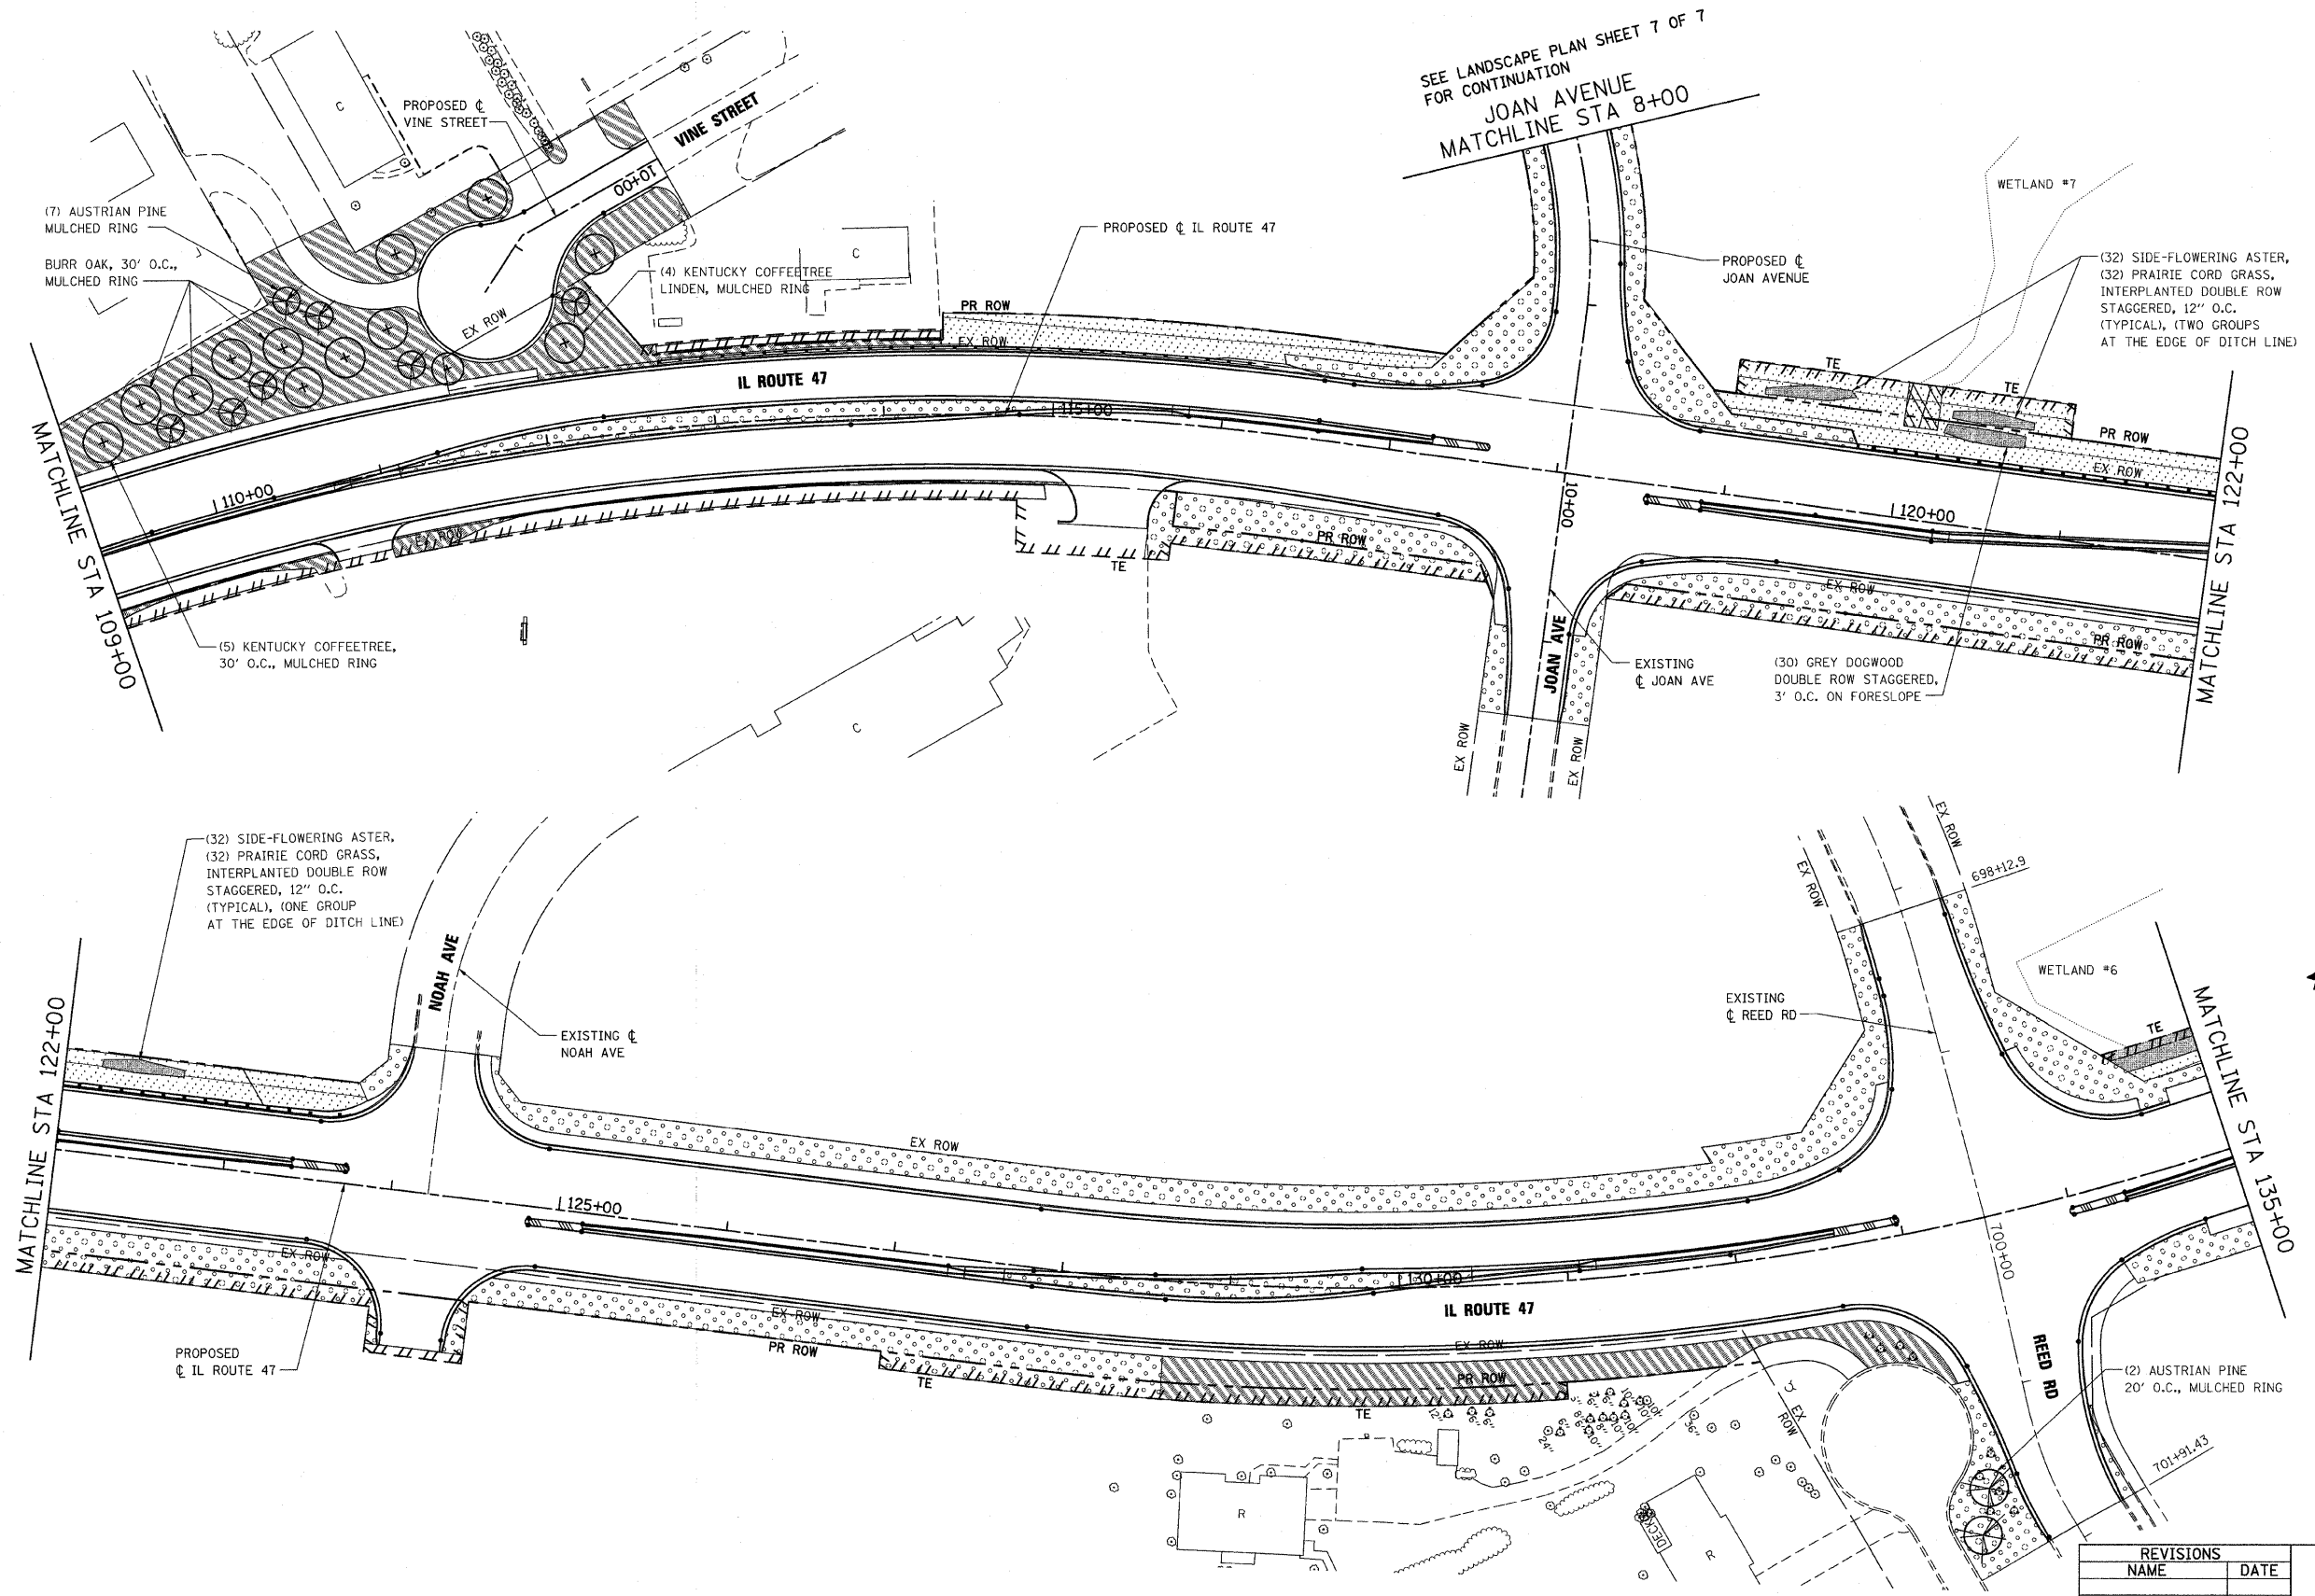 SEE LANDSCAPE PLAN SHEET 7 OF 7
FOR CONTINUATION
JOAN AVENUE
MATCHLINE STA 8+00
C
PROPOSED ℄
VINE STREET
VINE STREET
10+00
(7) AUSTRIAN PINE
MULCHED RING
BURR OAK, 30' O.C.,
MULCHED RING
EX ROW
(4) KENTUCKY COFFEETREE
LINDEN, MULCHED RING
C
PROPOSED ℄ IL ROUTE 47
PR ROW
EX ROW
PROPOSED ℄
JOAN AVENUE
WETLAND #7
(32) SIDE-FLOWERING ASTER,
(32) PRAIRIE CORD GRASS,
INTERPLANTED DOUBLE ROW
STAGGERED, 12" O.C.
(TYPICAL), (TWO GROUPS
AT THE EDGE OF DITCH LINE)
TE
TE
PR ROW
EX ROW
IL ROUTE 47
115+00
110+00
10+00
120+00
MATCHLINE STA 109+00
MATCHLINE STA 122+00
EX ROW
PR ROW
TE
EX ROW
PR ROW
(5) KENTUCKY COFFEETREE,
30' O.C., MULCHED RING
C
JOAN AVE
EXISTING
℄ JOAN AVE
(30) GREY DOGWOOD
DOUBLE ROW STAGGERED,
3' O.C. ON FORESLOPE
EX ROW
EX ROW
(32) SIDE-FLOWERING ASTER,
(32) PRAIRIE CORD GRASS,
INTERPLANTED DOUBLE ROW
STAGGERED, 12" O.C.
(TYPICAL), (ONE GROUP
AT THE EDGE OF DITCH LINE)
NOAH AVE
EXISTING ℄
NOAH AVE
EX ROW
EX ROW
698+12.9
WETLAND #6
EXISTING
℄ REED RD
TE
MATCHLINE STA 122+00
MATCHLINE STA 135+00
EX ROW
125+00
EX ROW
130+00
700+00
IL ROUTE 47
EX ROW
PR ROW
EX ROW
PR ROW
TE
TE
PROPOSED
℄ IL ROUTE 47
REED RD
(2) AUSTRIAN PINE
20' O.C., MULCHED RING
EX
ROW
12"
6"
6"
24"
36"
701+91.43
R
DECK
R
REVISIONS
NAME DATE